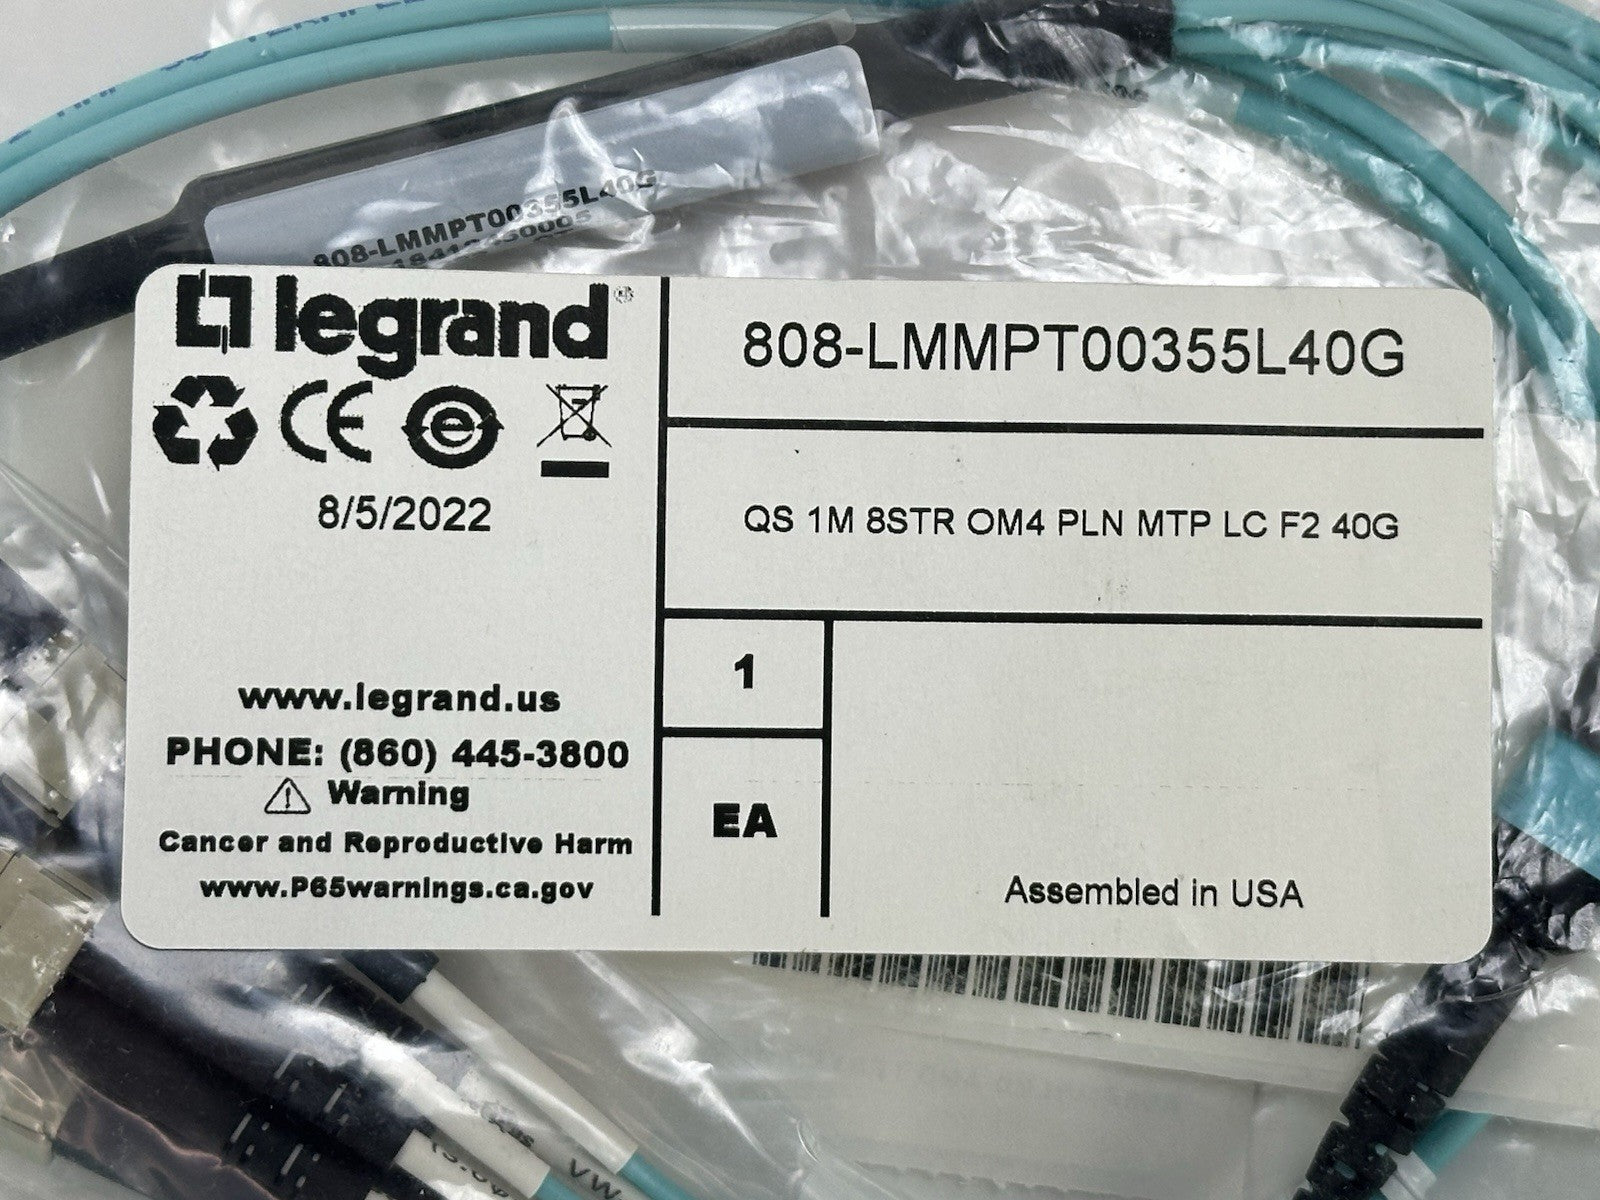 808-LMMPT00355L40G
legrand®
808-LMMPT00355L40G
CE
e
8/5/2022
QS 1M 8STR OM4 PLN MTP LC F2 40G
www.legrand.us
PHONE: (860) 445-3800
Warning
Cancer and Reproductive Harm
www.P65warnings.ca.gov
1
EA
Assembled in USA